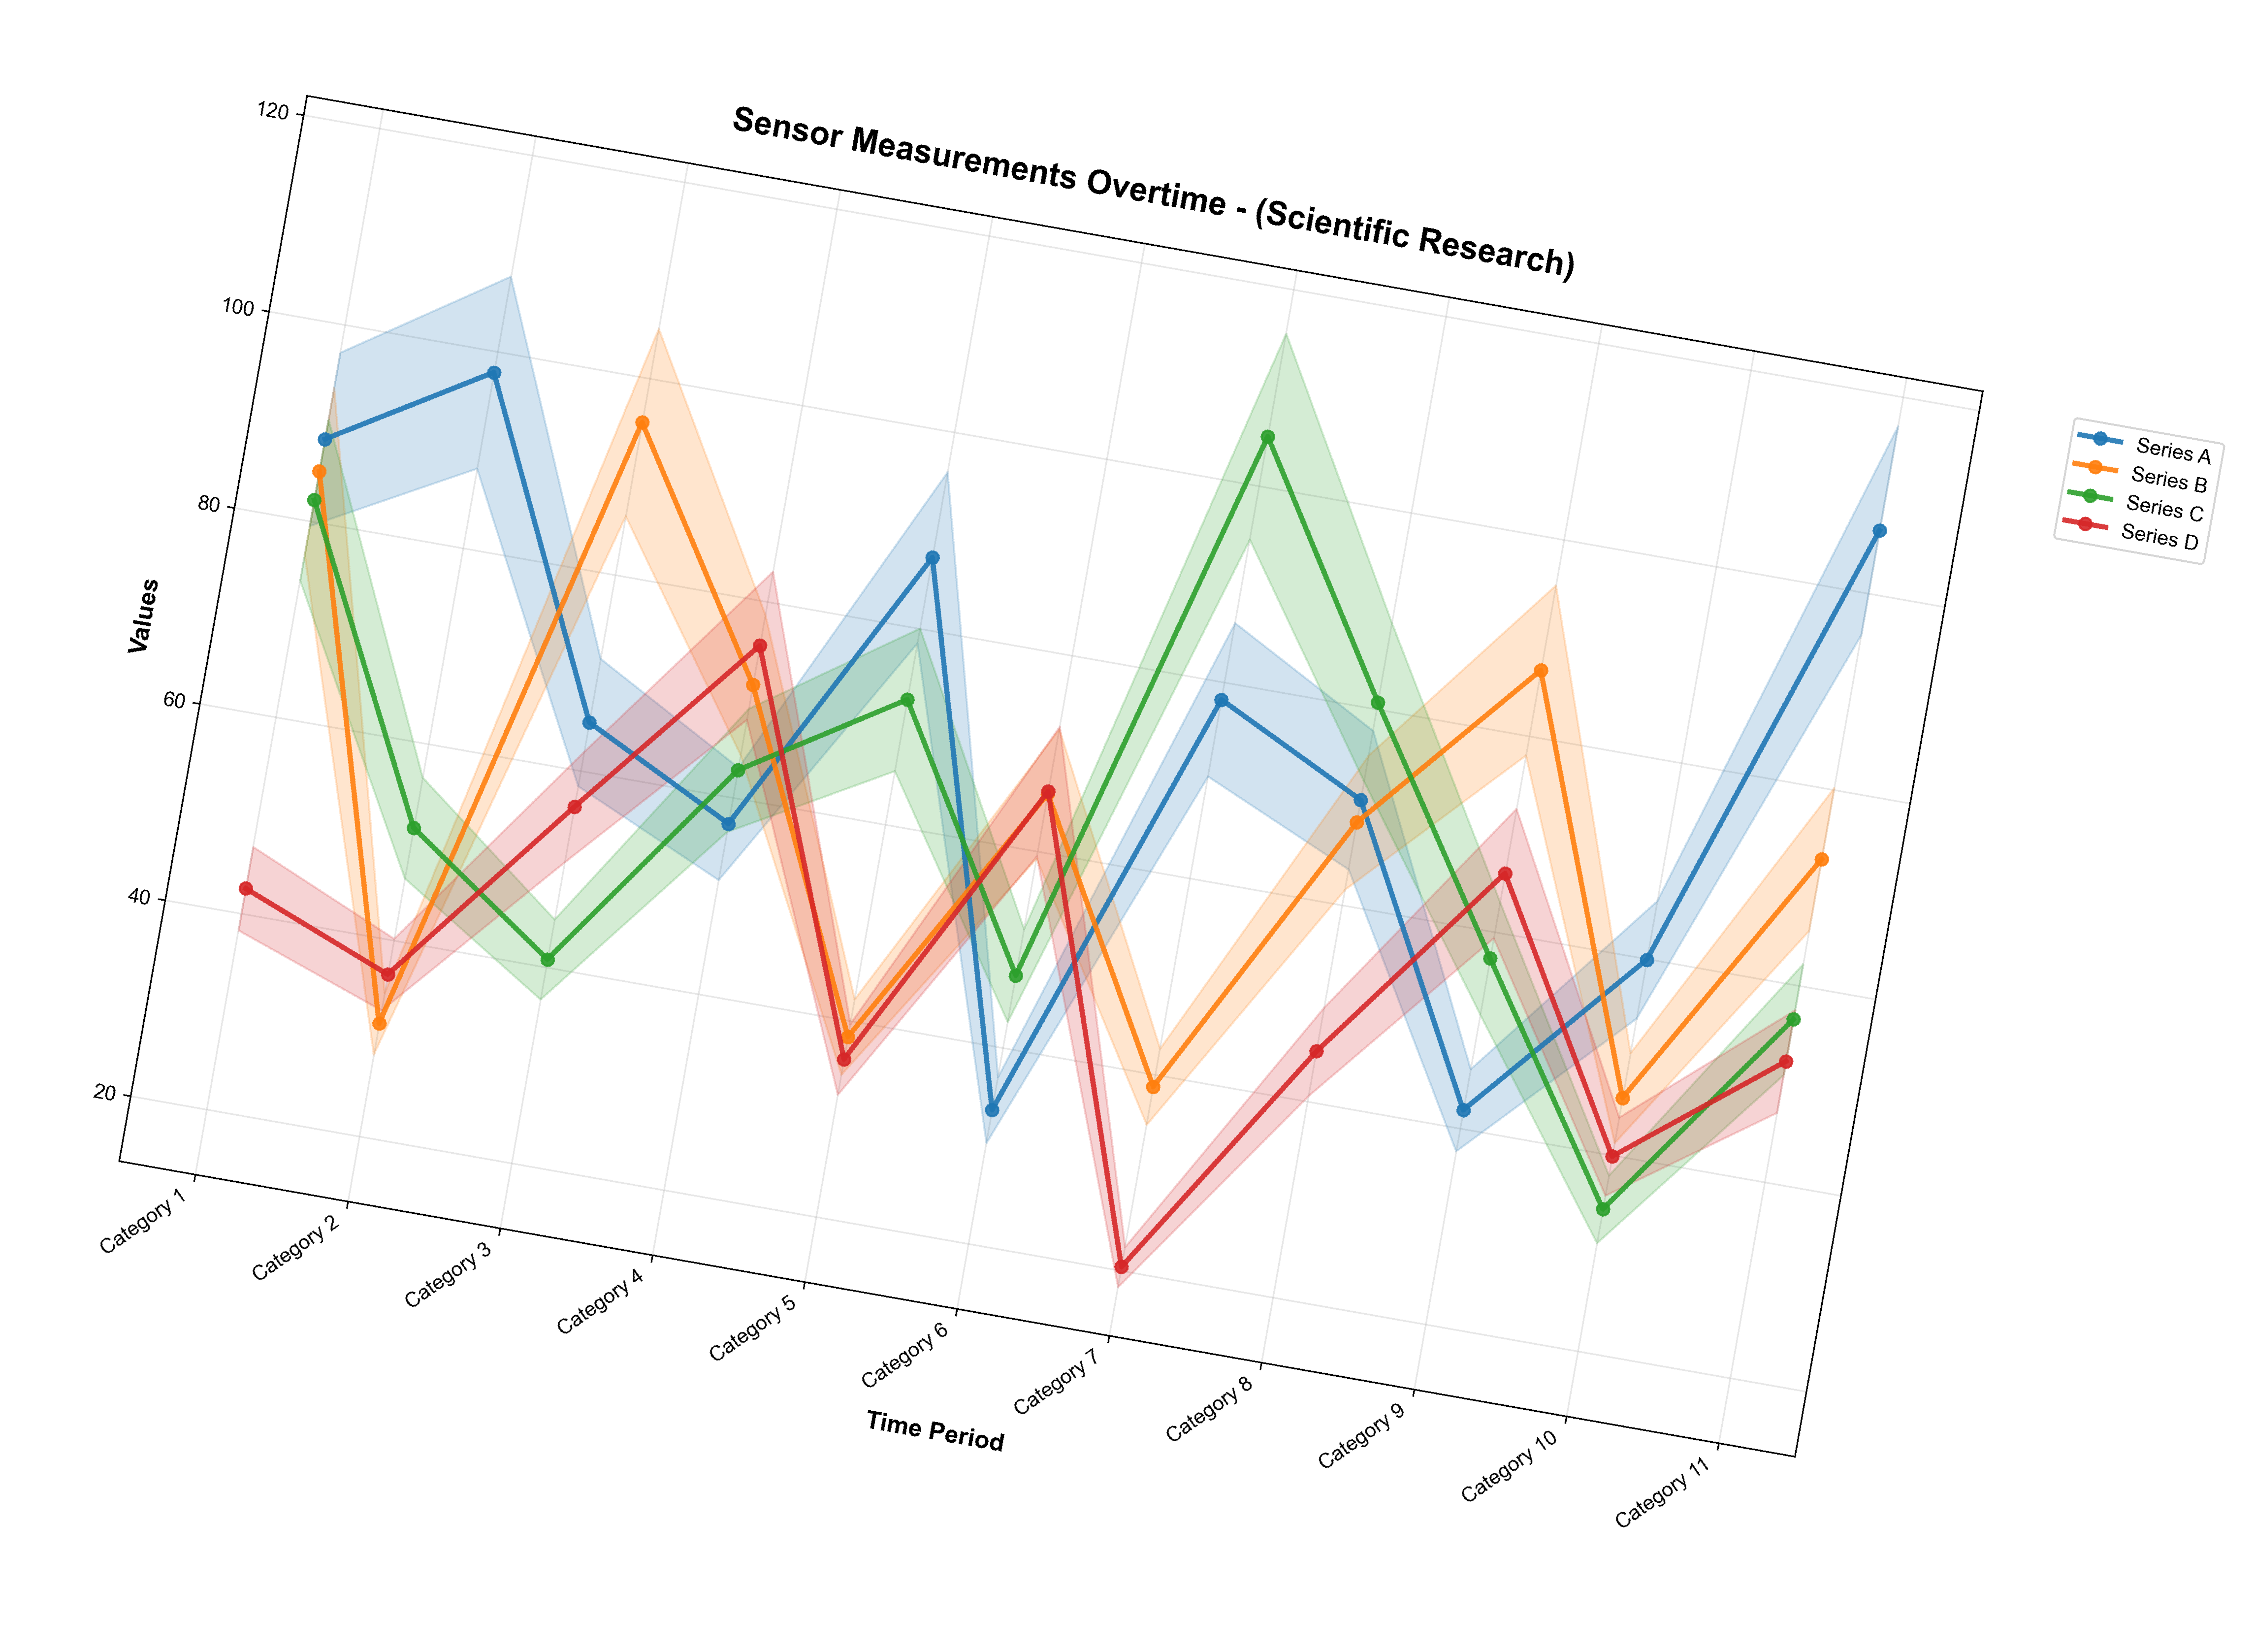 Sensor Measurements Overtime - (Scientific Research)
120
100
80
60
40
20
Values
Category 1
Category 2
Category 3
Category 4
Category 5
Category 6
Category 7
Category 8
Category 9
Category 10
Category 11
Time Period
Series A
Series B
Series C
Series D